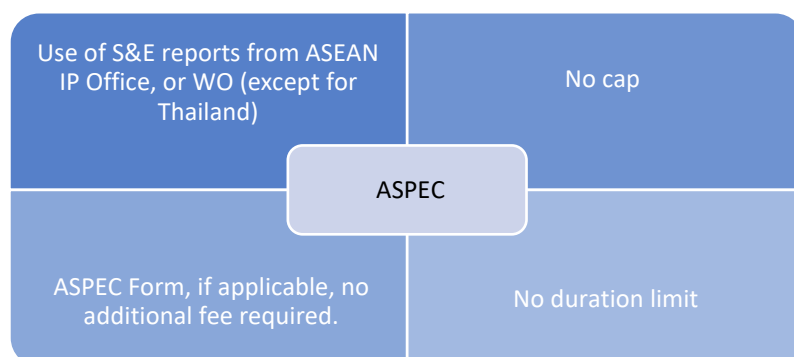 Use of S&E reports from ASEAN
IP Office, or WO (except for
Thailand)
No cap
ASPEC
ASPEC Form, if applicable, no
additional fee required.
No duration limit